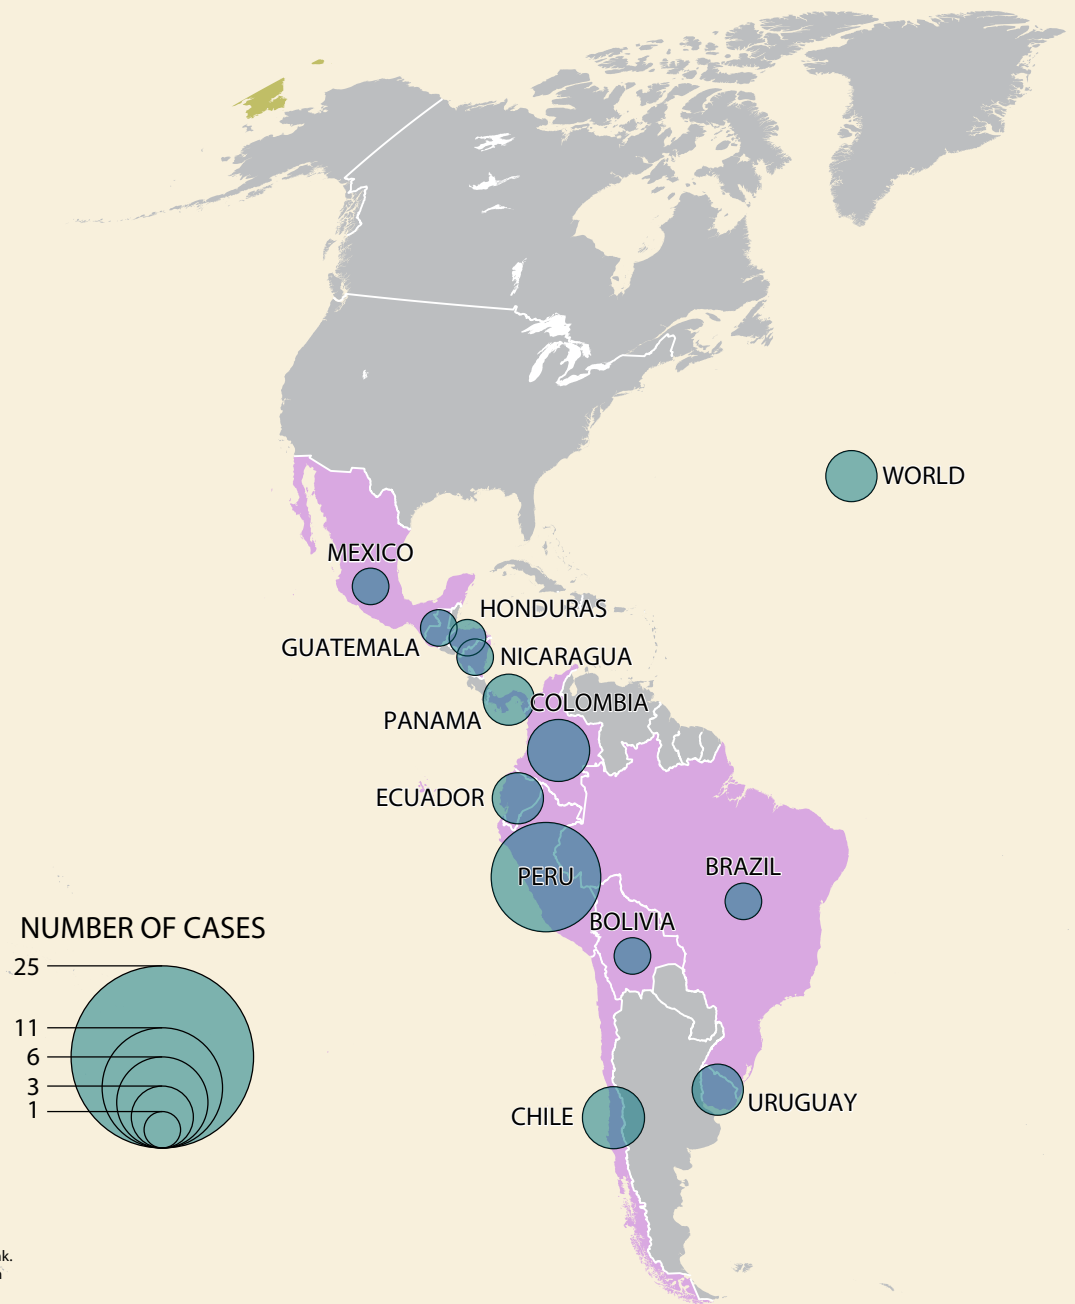 WORLD
MEXICO
HONDURAS
GUATEMALA
NICARAGUA
COLOMBIA
PANAMA
ECUADOR
BRAZIL
PERU
BOLIVIA
NUMBER OF CASES
25
11
6
3
1
URUGUAY
CHILE